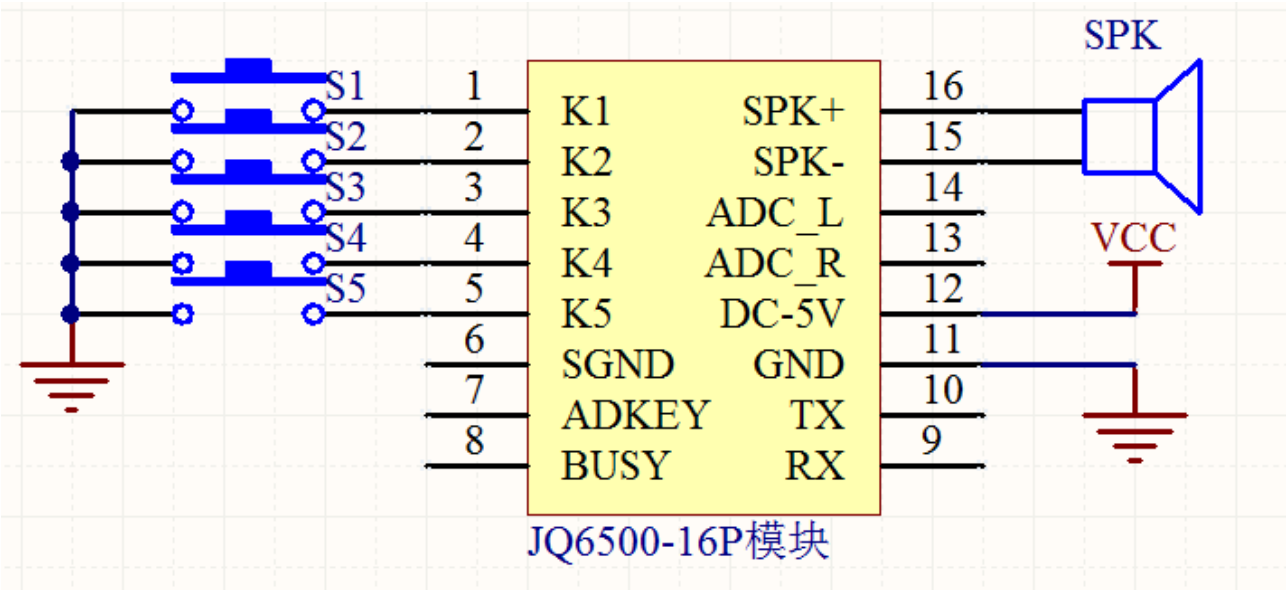 SPK
S1
1
K1
SPK+
16
S2
2
K2
SPK-
15
S3
3
K3
ADC_L
14
S4
4
K4
ADC_R
13
VCC
S5
5
K5
DC-5V
12
6
SGND
GND
11
7
ADKEY
TX
10
8
BUSY
RX
9
JQ6500-16P模块